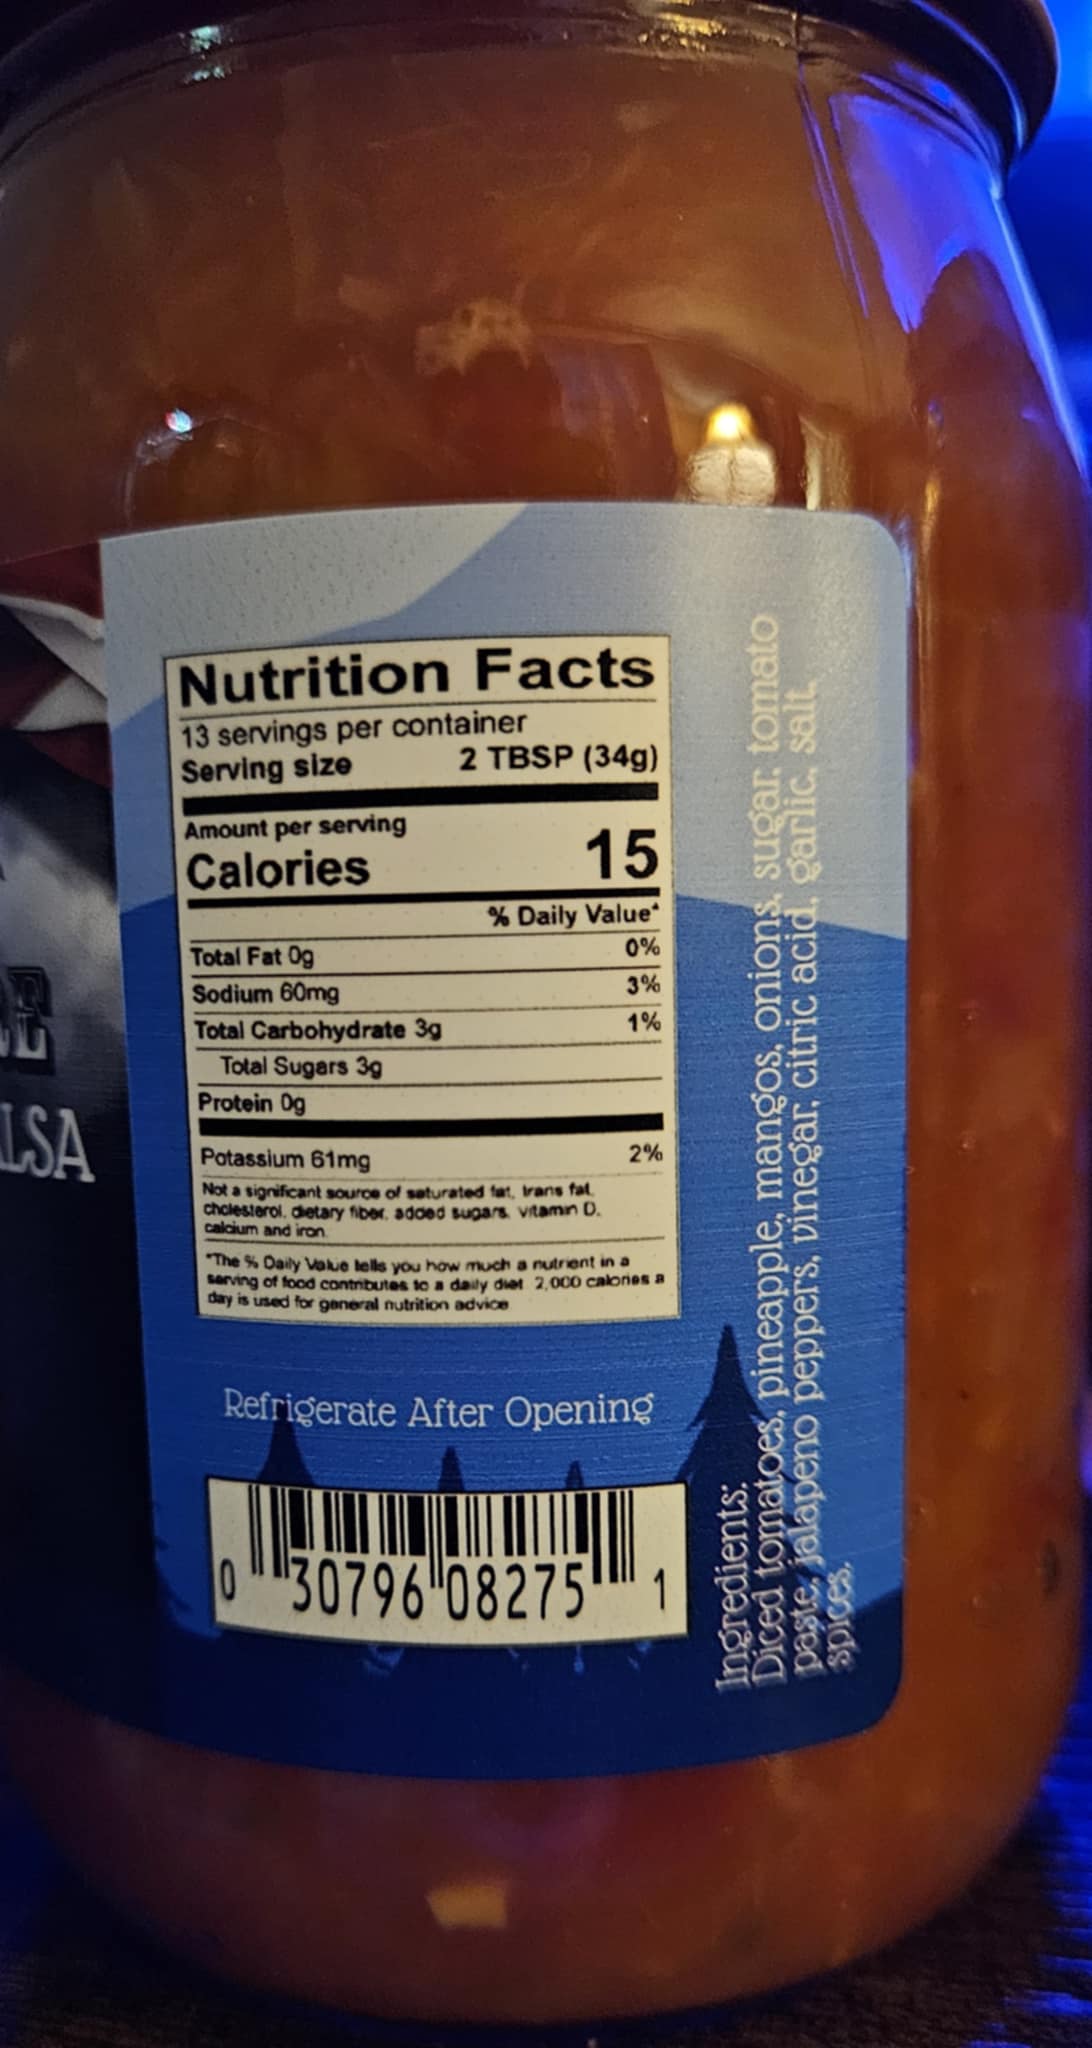 RE
LSA
Nutrition Facts
13 servings per container
Serving size 2 TBSP (34g)
Amount per serving
Calories 15
% Daily Value*
Total Fat 0g 0%
Sodium 60mg 3%
Total Carbohydrate 3g 1%
Total Sugars 3g
Protein 0g
Potassium 61mg 2%
Not a significant source of saturated fat, trans fat,
cholesterol, dietary fiber, added sugars, vitamin D,
calcium and iron
*The % Daily Value tells you how much a nutrient in a
serving of food contributes to a daily diet. 2,000 calories a
day is used for general nutrition advice
Refrigerate After Opening
0 30796 08275 1
Ingredients:
Diced tomatoes, pineapple, mangos, onions, sugar, tomato
paste, jalapeno peppers, vinegar, citric acid, garlic, salt,
spices.